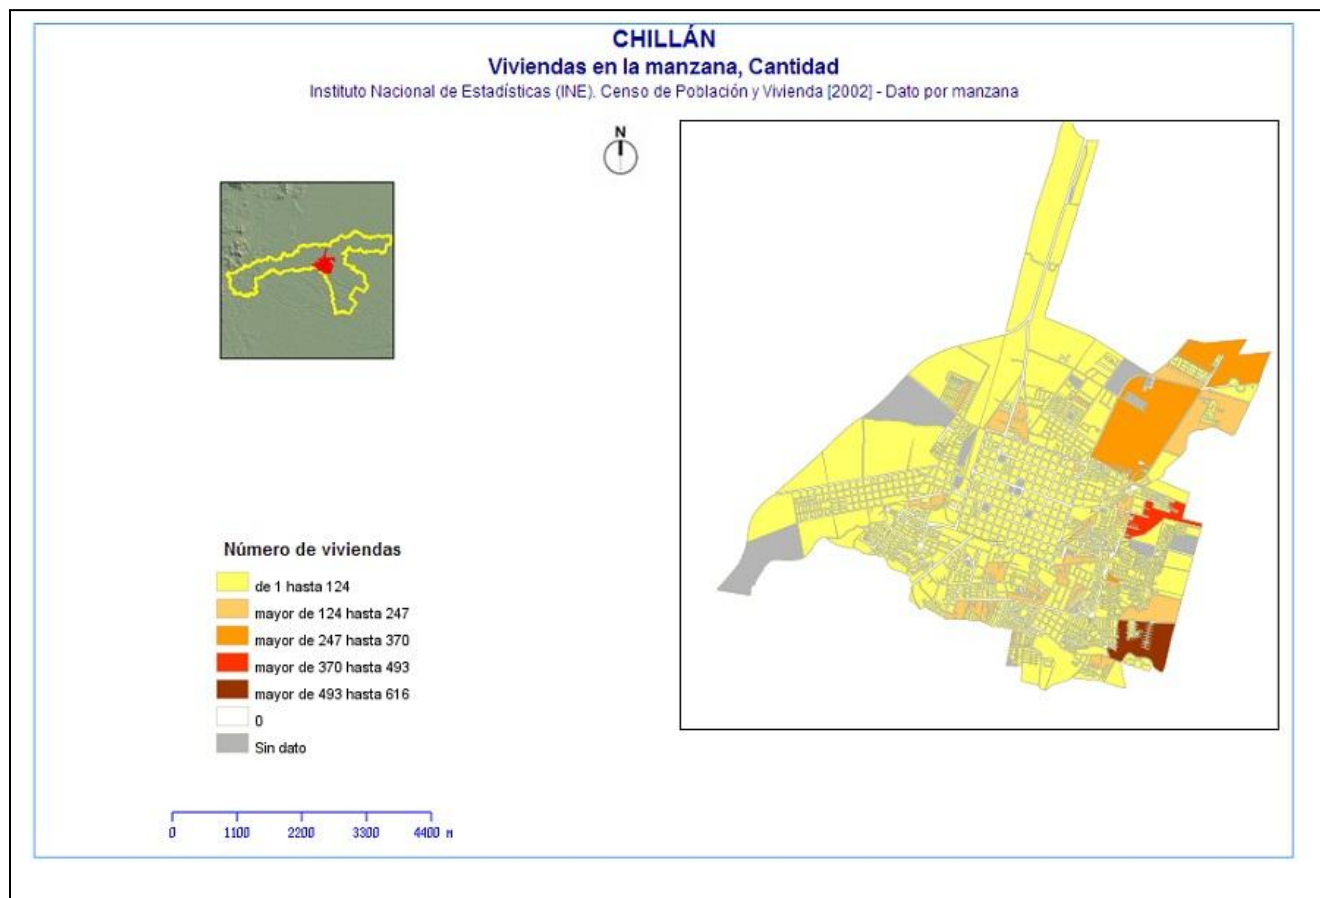 CHILLÁN
Viviendas en la manzana, Cantidad
Instituto Nacional de Estadísticas (INE). Censo de Población y Vivienda [2002] - Dato por manzana
N
Número de viviendas
de 1 hasta 124
mayor de 124 hasta 247
mayor de 247 hasta 370
mayor de 370 hasta 493
mayor de 493 hasta 616
0
Sin dato
0 1100 2200 3300 4400 M